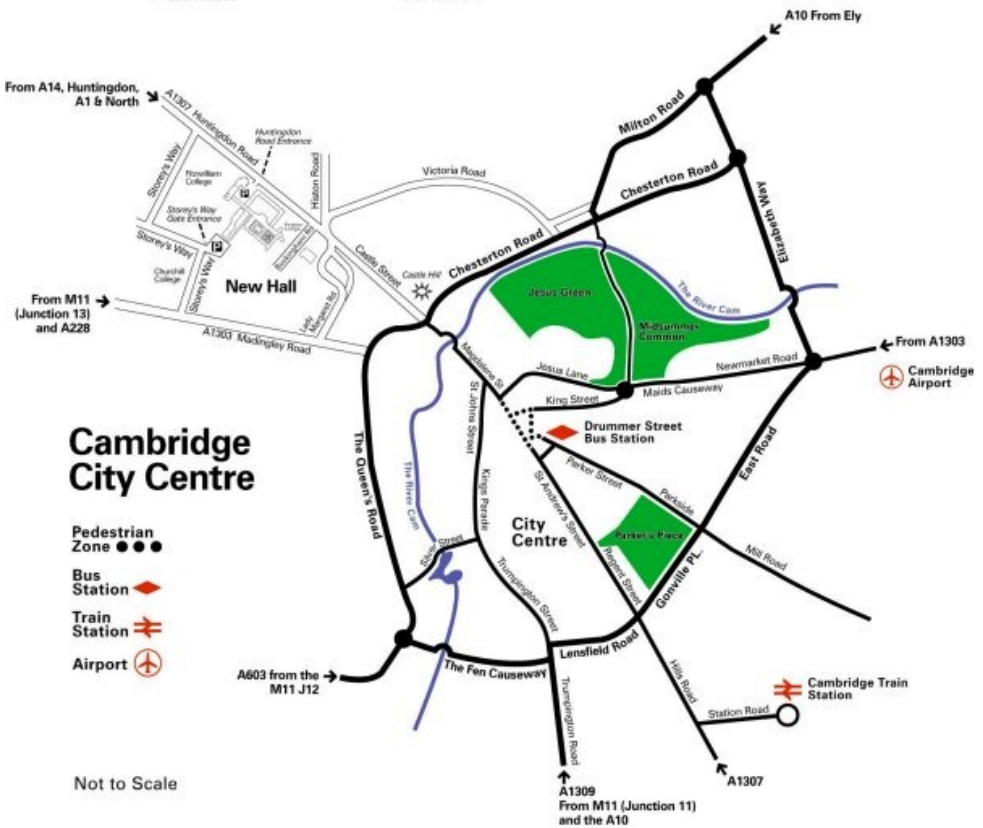 A10 From Ely
From A14, Huntingdon,
A1 & North
A1307 Huntingdon Road
Huntingdon
Road Entrance
Milton Road
Storey's Way
Fitzwilliam
College
P
Histon Road
Victoria Road
Chesterton Road
Elizabeth Way
Storey's Way
Gate Entrance
P
Buckingham Rd
Storey's Way
Castle Street
Chesterton Road
Castle Hill
Churchill
College
Storey's Way
New Hall
Lady
Margaret Rd
Jesus Green
The River Cam
Midsummer
Common
From M11
(Junction 13)
and A228
A1303 Madingley Road
From A1303
Cambridge
Airport
Magdalene St
Jesus Lane
Newmarket Road
Maids Causeway
King Street
St Johns Street
Drummer Street
Bus Station
Cambridge
City Centre
The Queen's Road
The River Cam
Kings Parade
Parker Street
East Road
St Andrew's Street
Parkside
City
Centre
Parker's Piece
Mill Road
Pedestrian
Zone
Silver Street
Regent Street
Gonville PL.
Bus
Station
Trumpington Street
Train
Station
Lensfield Road
Airport
The Fen Causeway
A603 from the
M11 J12
Hills Road
Cambridge Train
Station
Station Road
Trumpington Road
Not to Scale
A1307
A1309
From M11 (Junction 11)
and the A10